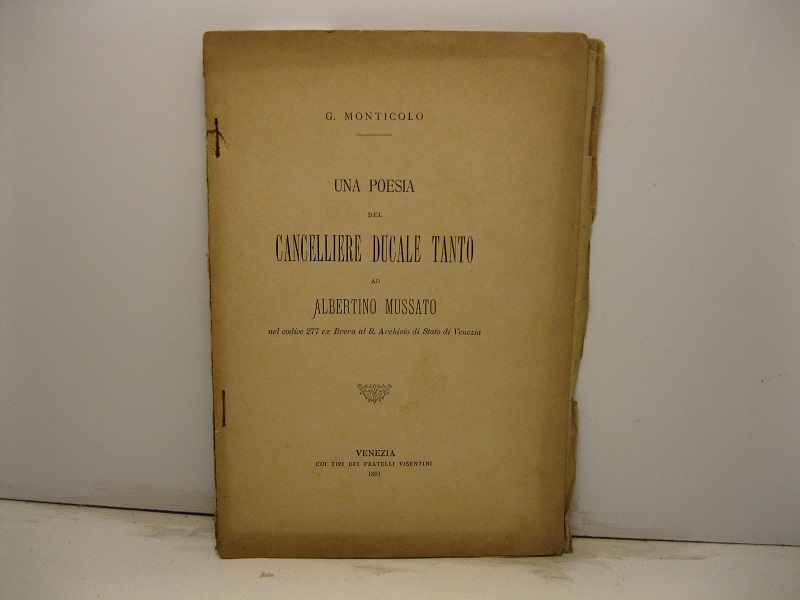 G. MONTICOLO
UNA POESIA
DEL
CANCELLIERE DUCALE TANTO
AD
ALBERTINO MUSSATO
nel codice 277 ex Brera al R. Archivio di Stato di Venezia
VENEZIA
COI TIPI DEI FRATELLI VISENTINI
1891